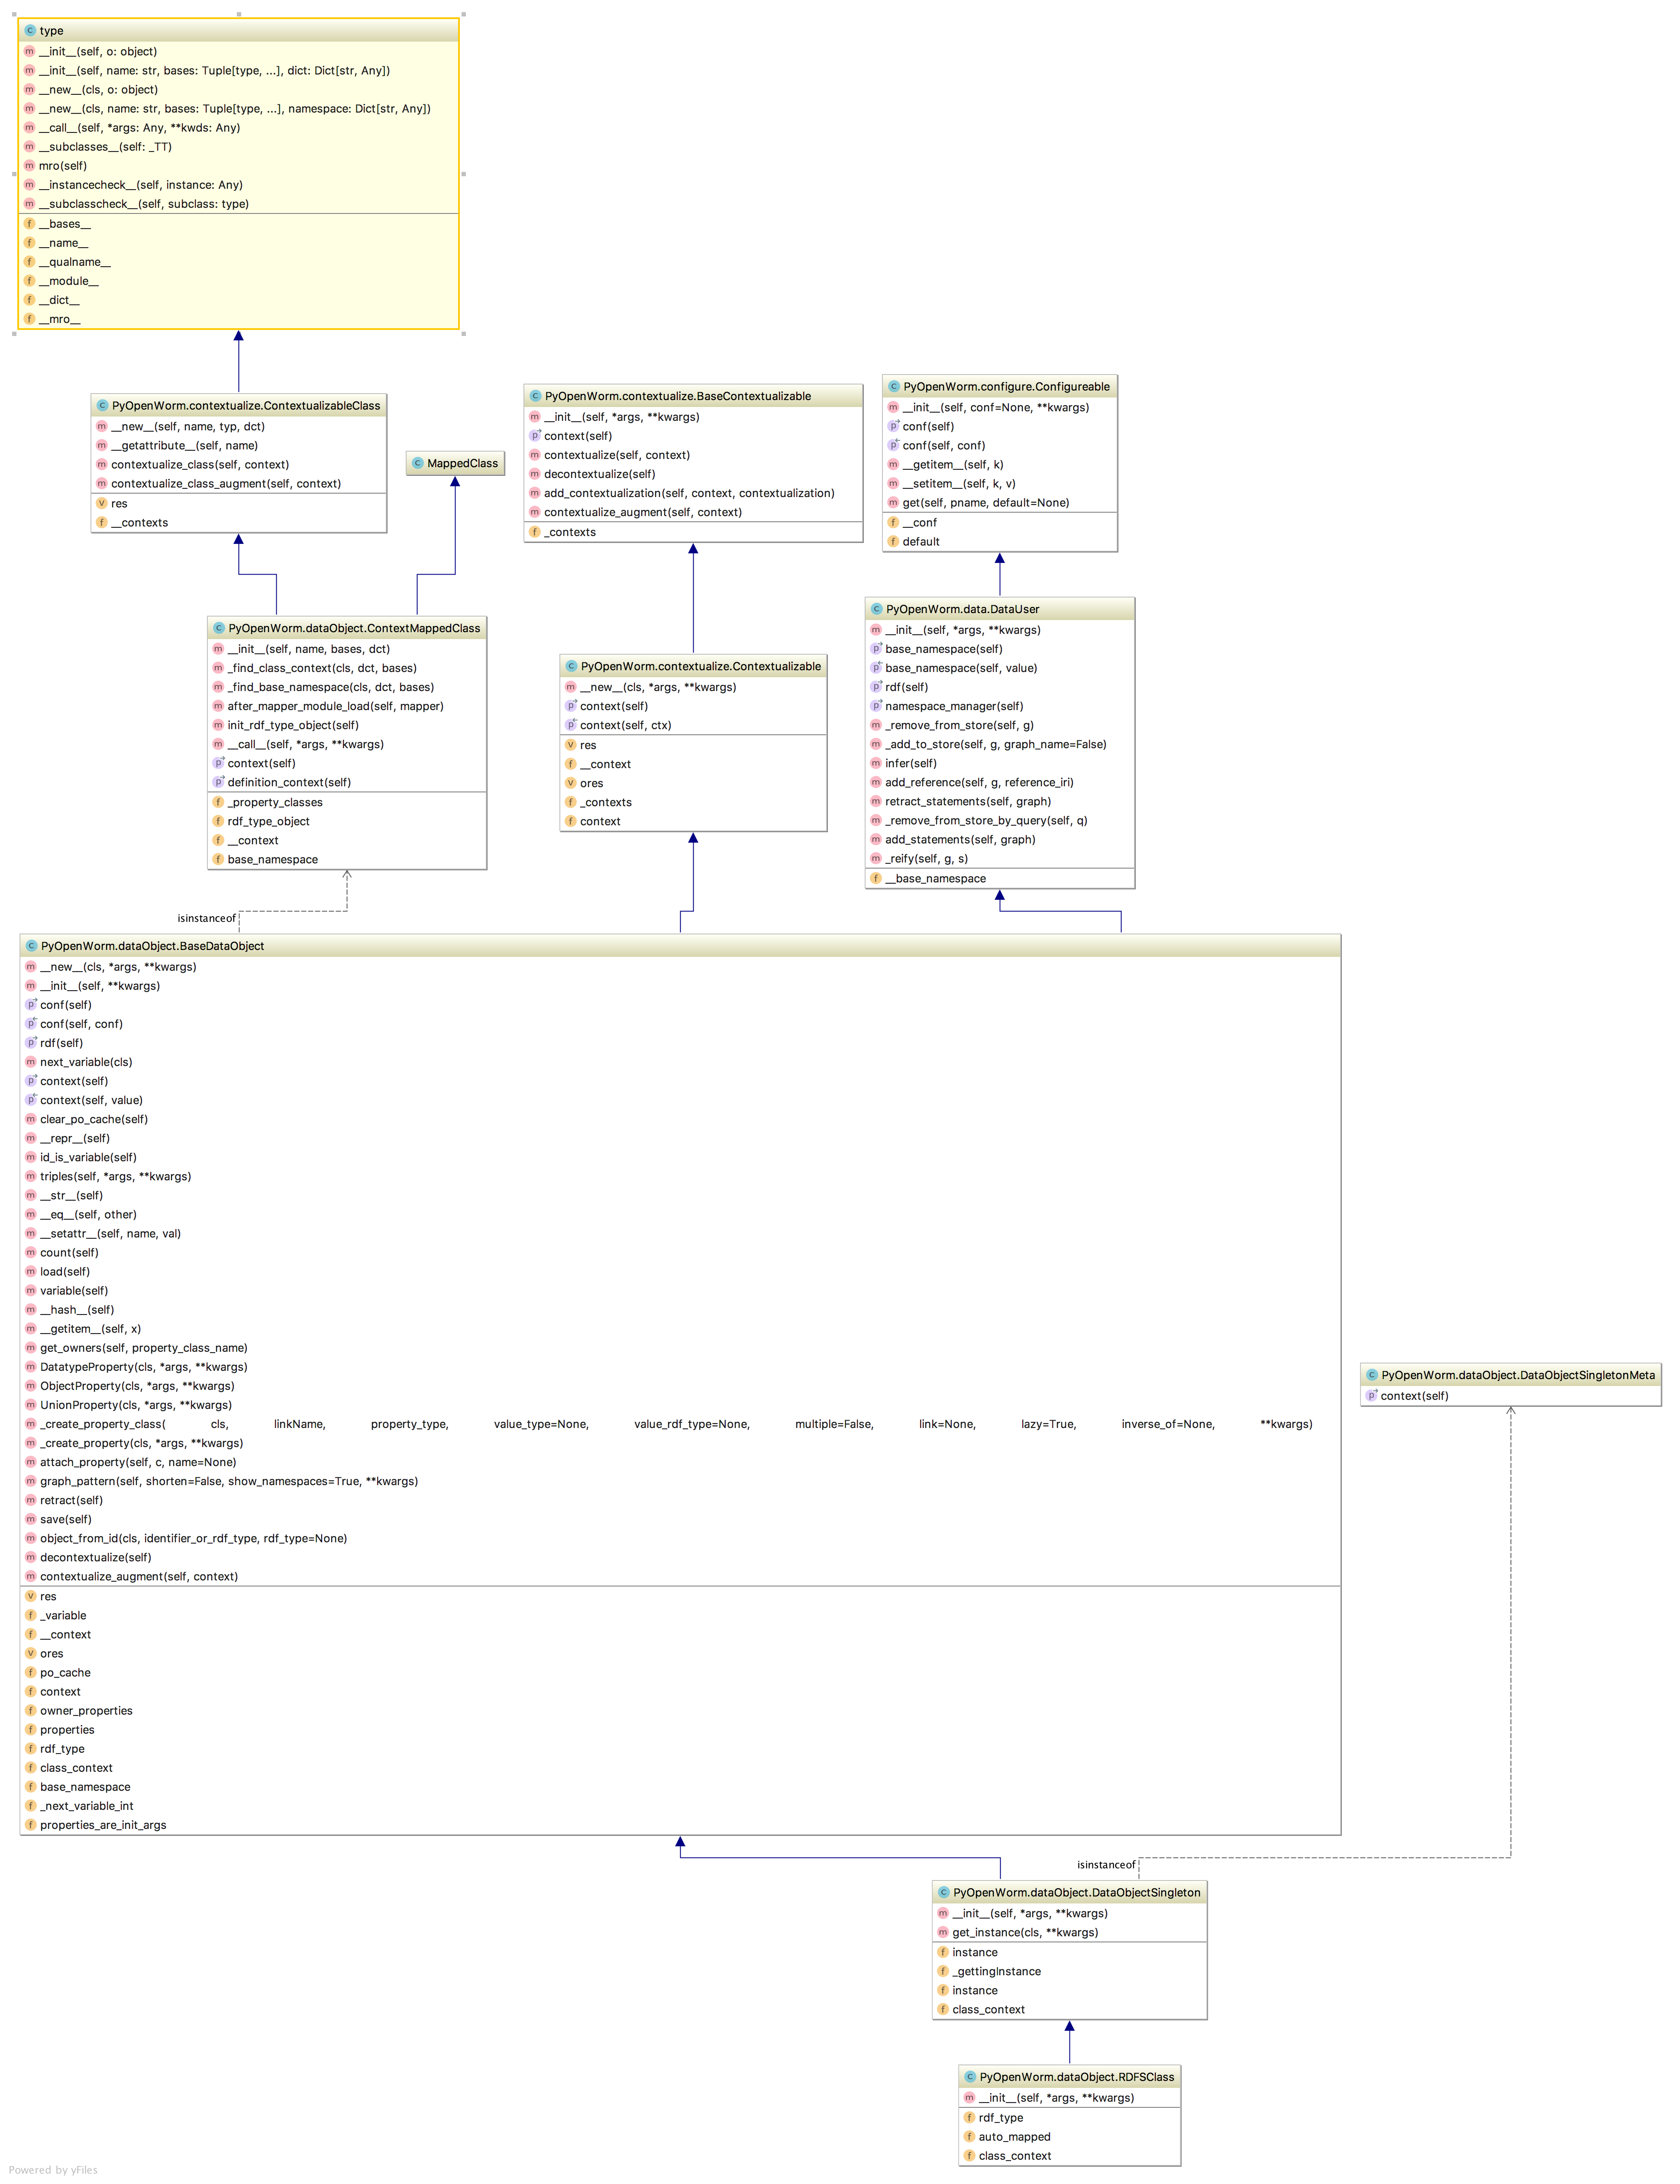 type
__init__(self, o: object)
__init__(self, name: str, bases: Tuple[type, ...], dict: Dict[str, Any])
__new__(cls, o: object)
__new__(cls, name: str, bases: Tuple[type, ...], namespace: Dict[str, Any])
__call__(self, *args: Any, **kwds: Any)
__subclasses__(self: _TT)
mro(self)
__instancecheck__(self, instance: Any)
__subclasscheck__(self, subclass: type)
__bases__
__name__
__qualname__
__module__
__dict__
__mro__
PyOpenWorm.contextualize.ContextualizableClass
__new__(self, name, typ, dct)
__getattribute__(self, name)
contextualize_class(self, context)
contextualize_class_augment(self, context)
res
__contexts
MappedClass
PyOpenWorm.contextualize.BaseContextualizable
__init__(self, *args, **kwargs)
context(self)
contextualize(self, context)
decontextualize(self)
add_contextualization(self, context, contextualization)
contextualize_augment(self, context)
_contexts
PyOpenWorm.configure.Configureable
__init__(self, conf=None, **kwargs)
conf(self)
conf(self, conf)
__getitem__(self, k)
__setitem__(self, k, v)
get(self, pname, default=None)
__conf
default
PyOpenWorm.dataObject.ContextMappedClass
__init__(self, name, bases, dct)
_find_class_context(cls, dct, bases)
_find_base_namespace(cls, dct, bases)
after_mapper_module_load(self, mapper)
init_rdf_type_object(self)
__call__(self, *args, **kwargs)
context(self)
definition_context(self)
_property_classes
rdf_type_object
__context
base_namespace
PyOpenWorm.contextualize.Contextualizable
__new__(cls, *args, **kwargs)
context(self)
context(self, ctx)
res
__context
ores
_contexts
context
PyOpenWorm.data.DataUser
__init__(self, *args, **kwargs)
base_namespace(self)
base_namespace(self, value)
rdf(self)
namespace_manager(self)
_remove_from_store(self, g)
_add_to_store(self, g, graph_name=False)
infer(self)
add_reference(self, g, reference_iri)
retract_statements(self, graph)
_remove_from_store_by_query(self, q)
add_statements(self, graph)
_reify(self, g, s)
__base_namespace
isinstanceof
PyOpenWorm.dataObject.BaseDataObject
__new__(cls, *args, **kwargs)
__init__(self, **kwargs)
conf(self)
conf(self, conf)
rdf(self)
next_variable(cls)
context(self)
context(self, value)
clear_po_cache(self)
__repr__(self)
id_is_variable(self)
triples(self, *args, **kwargs)
__str__(self)
__eq__(self, other)
__setattr__(self, name, val)
count(self)
load(self)
variable(self)
__hash__(self)
__getitem__(self, x)
get_owners(self, property_class_name)
DatatypeProperty(cls, *args, **kwargs)
ObjectProperty(cls, *args, **kwargs)
UnionProperty(cls, *args, **kwargs)
_create_property_class( cls, linkName, property_type, value_type=None, value_rdf_type=None, multiple=False, link=None, lazy=True, inverse_of=None, **kwargs)
_create_property(cls, *args, **kwargs)
attach_property(self, c, name=None)
graph_pattern(self, shorten=False, show_namespaces=True, **kwargs)
retract(self)
save(self)
object_from_id(cls, identifier_or_rdf_type, rdf_type=None)
decontextualize(self)
contextualize_augment(self, context)
res
_variable
__context
ores
po_cache
context
owner_properties
properties
rdf_type
class_context
base_namespace
_next_variable_int
properties_are_init_args
PyOpenWorm.dataObject.DataObjectSingletonMeta
context(self)
isinstanceof
PyOpenWorm.dataObject.DataObjectSingleton
__init__(self, *args, **kwargs)
get_instance(cls, **kwargs)
instance
_gettingInstance
instance
class_context
PyOpenWorm.dataObject.RDFSClass
__init__(self, *args, **kwargs)
rdf_type
auto_mapped
class_context
Powered by yFiles